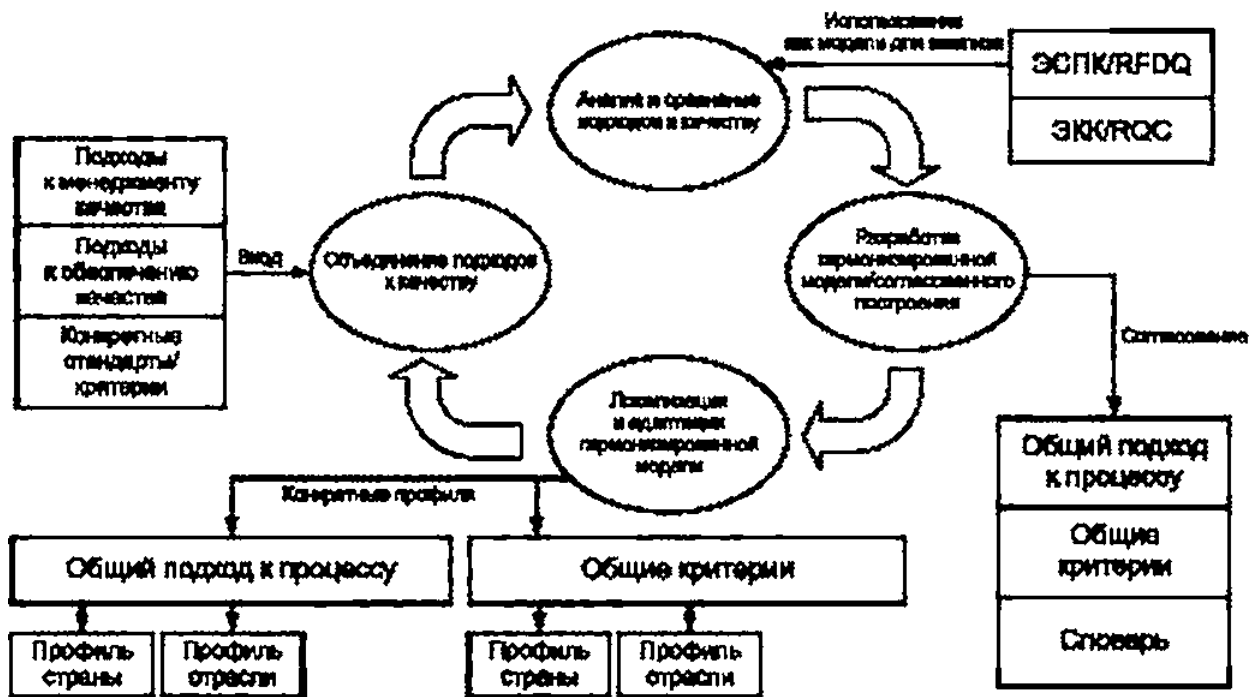 Использование
как модели для анализа
ЭСПК/RFDQ
ЭКК/RQC
Анализ и сравнение
подходов к качеству
Подходы
к менеджменту
качества
Подходы
к обеспечению
качества
Конкретные
стандарты/
критерии
Вход
Объединение подходов
к качеству
Разработка
гармонизированной
модели/согласованного
построения
Согласование
Локализация
и адаптация
гармонизированной
модели
Конкретные профили
Общий подход к процессу
Общие критерии
Профиль
страны
Профиль
отрасли
Профиль
страны
Профиль
отрасли
Общий подход
к процессу
Общие
критерии
Словарь